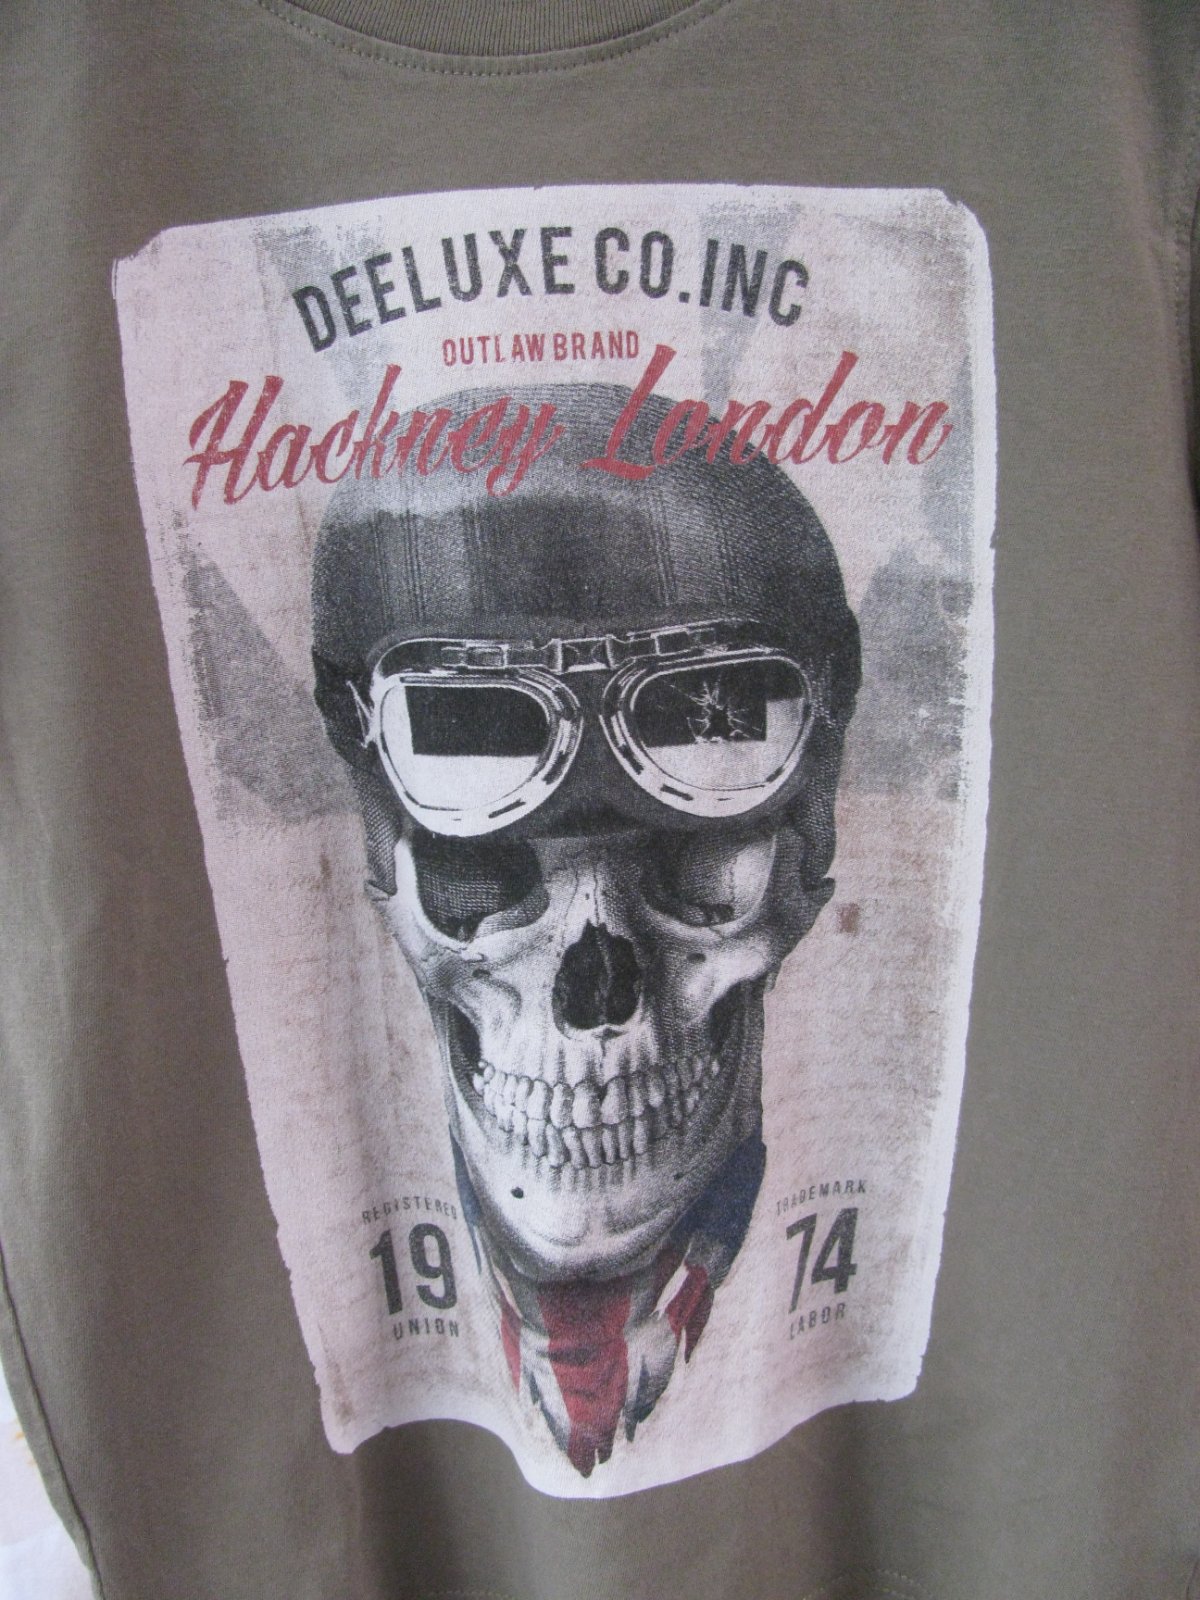 DEELUXE CO.INC
OUTLAW BRAND
Hackney London
REGISTERED
19
UNION
TRADEMARK
74
LABOR